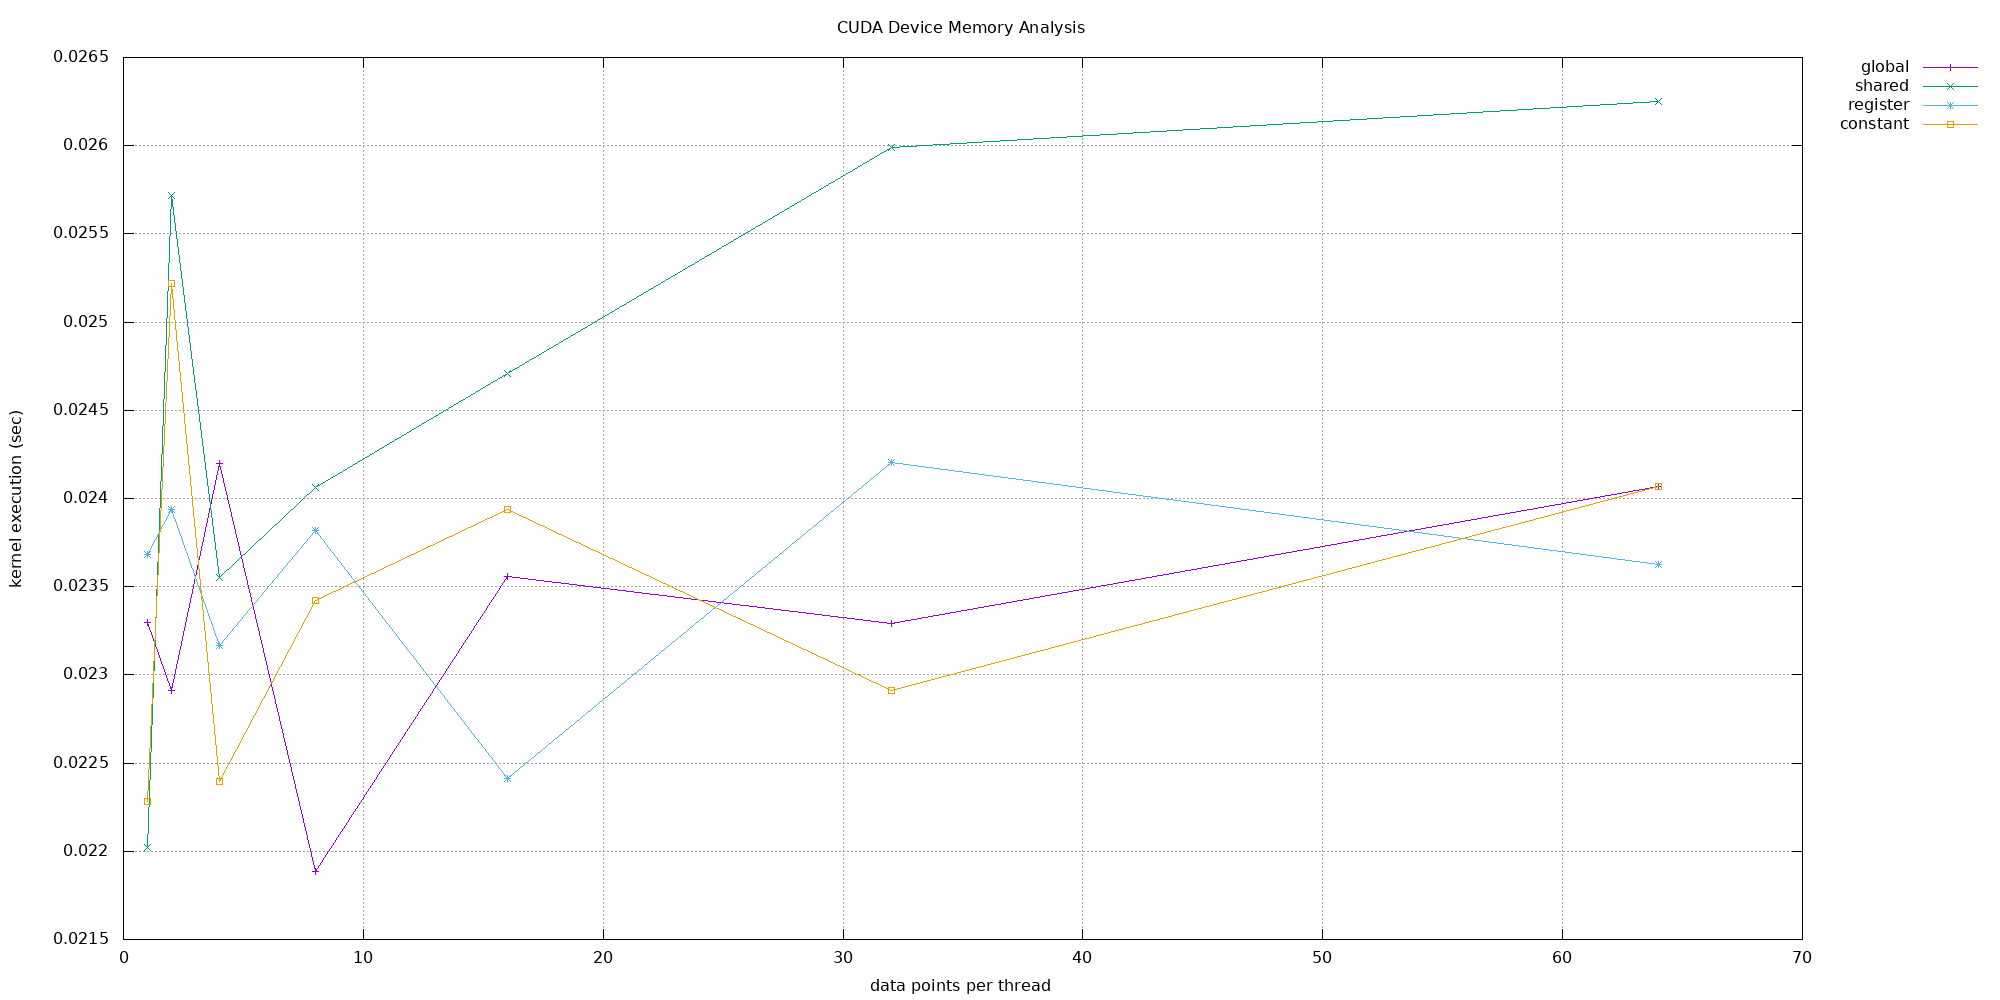 CUDA Device Memory Analysis
global
shared
register
constant
kernel execution (sec)
0.0265
0.026
0.0255
0.025
0.0245
0.024
0.0235
0.023
0.0225
0.022
0.0215
0 10 20 30 40 50 60 70
data points per thread